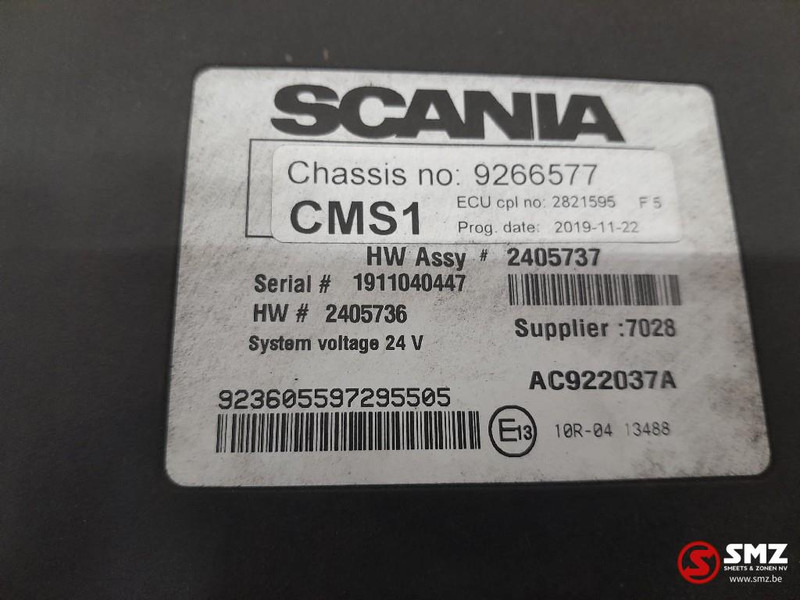 SCANIA
Chassis no: 9266577
CMS1 ECU cpl no: 2821595 F5
Prog. date: 2019-11-22
HW Assy # 2405737
Serial # 1911040447
HW # 2405736
Supplier :7028
System voltage 24 V
AC922037A
923605597295505
E13 10R-04 13488
SMZ
SHEETS & ZONEN NV
www.smz.be